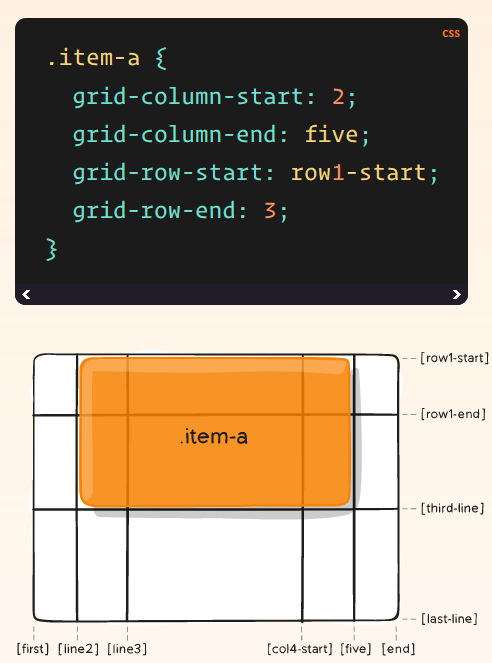 CSS
.item-a {
grid-column-start: 2;
grid-column-end: five;
grid-row-start: row1-start;
grid-row-end: 3;
}
[row1-start]
[row1-end]
.item-a
[third-line]
[last-line]
[first] [line2] [line3] [col4-start] [five] [end]